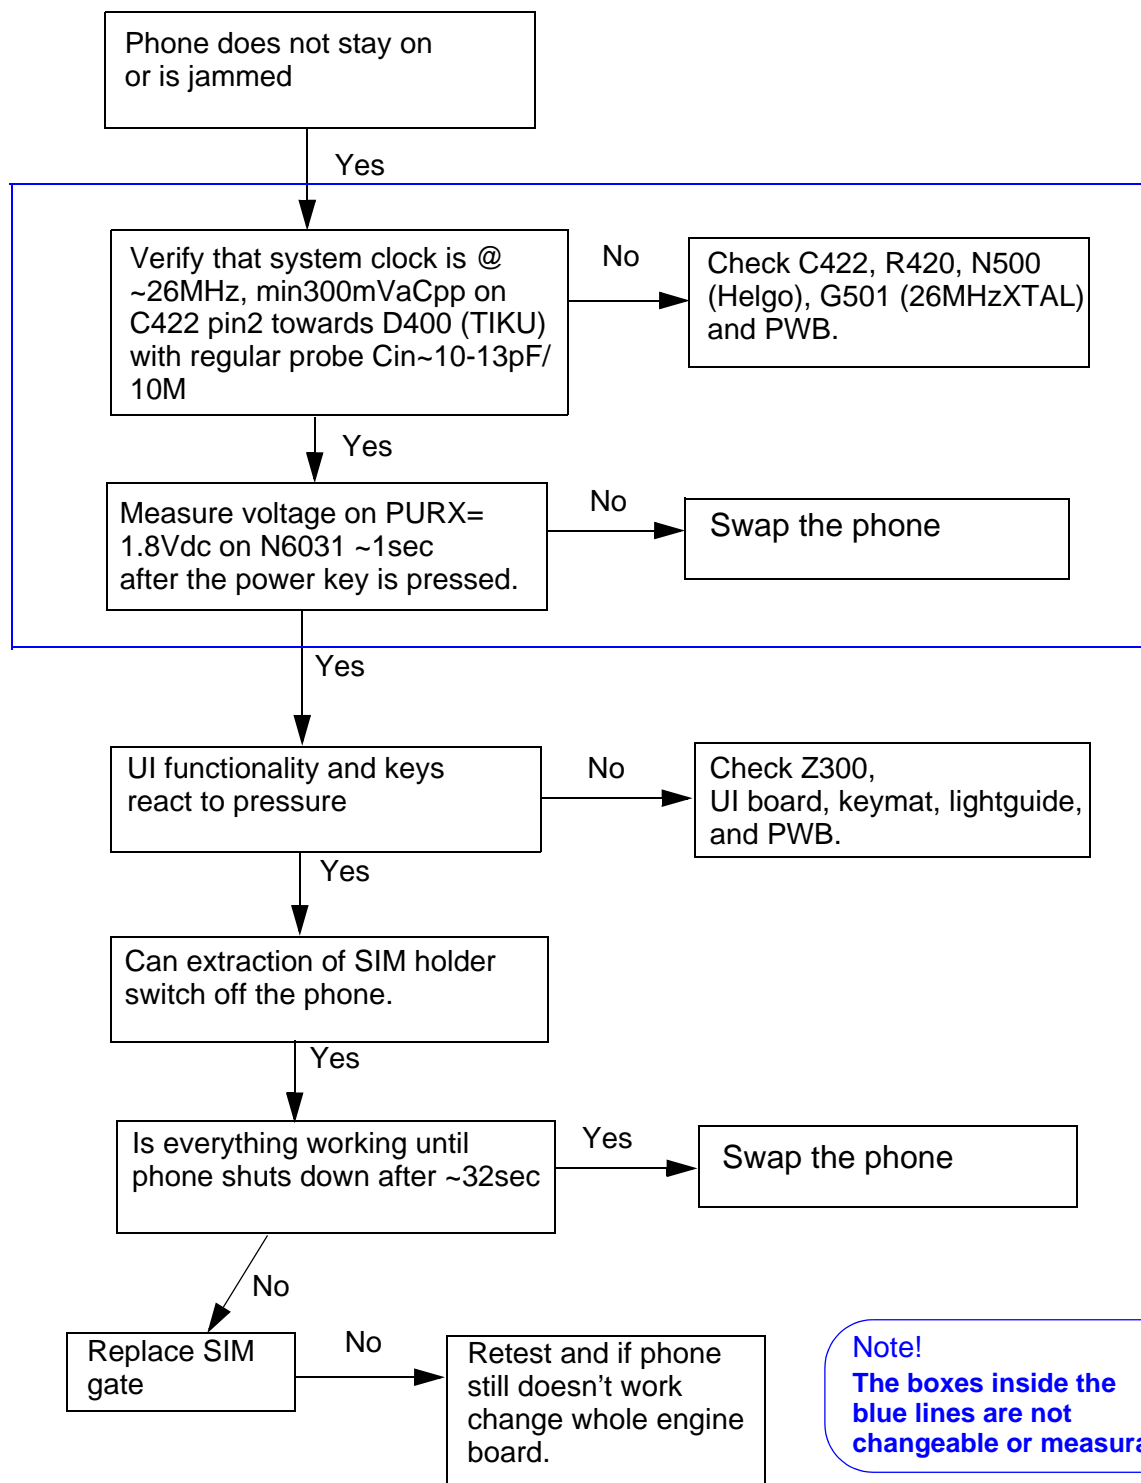 Phone does not stay on
or is jammed
Yes
Verify that system clock is @
~26MHz, min300mVaCpp on
C422 pin2 towards D400 (TIKU)
with regular probe Cin~10-13pF/
10M
No
Check C422, R420, N500
(Helgo), G501 (26MHzXTAL)
and PWB.
Yes
Measure voltage on PURX=
1.8Vdc on N6031 ~1sec
after the power key is pressed.
No
Swap the phone
Yes
UI functionality and keys
react to pressure
No
Check Z300,
UI board, keymat, lightguide,
and PWB.
Yes
Can extraction of SIM holder
switch off the phone.
Yes
Is everything working until
phone shuts down after ~32sec
Yes
Swap the phone
No
Replace SIM
gate
No
Retest and if phone
still doesn't work
change whole engine
board.
Note!
The boxes inside the
blue lines are not
changeable or